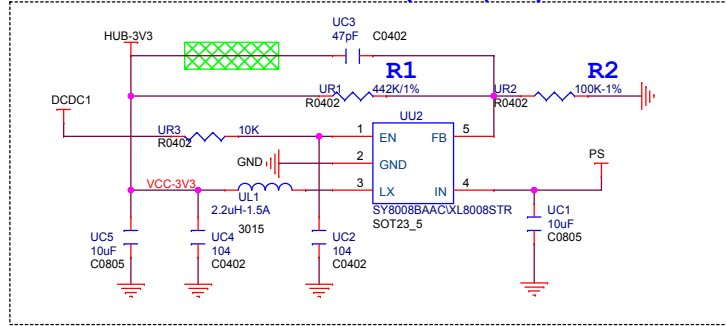 HUB-3V3
UC3
47pF
C0402
R1
R2
UR1
442K/1%
R0402
UR2
100K-1%
R0402
DCDC1
UU2
UR3
10K
R0402
1
EN
FB
5
GND
2
GND
PS
VCC-3V3
3
LX
IN
4
UL1
2.2uH-1.5A
3015
SY8008BAAC\XL8008STR
SOT23_5
UC5
10uF
C0805
UC4
104
C0402
UC2
104
C0402
UC1
10uF
C0805